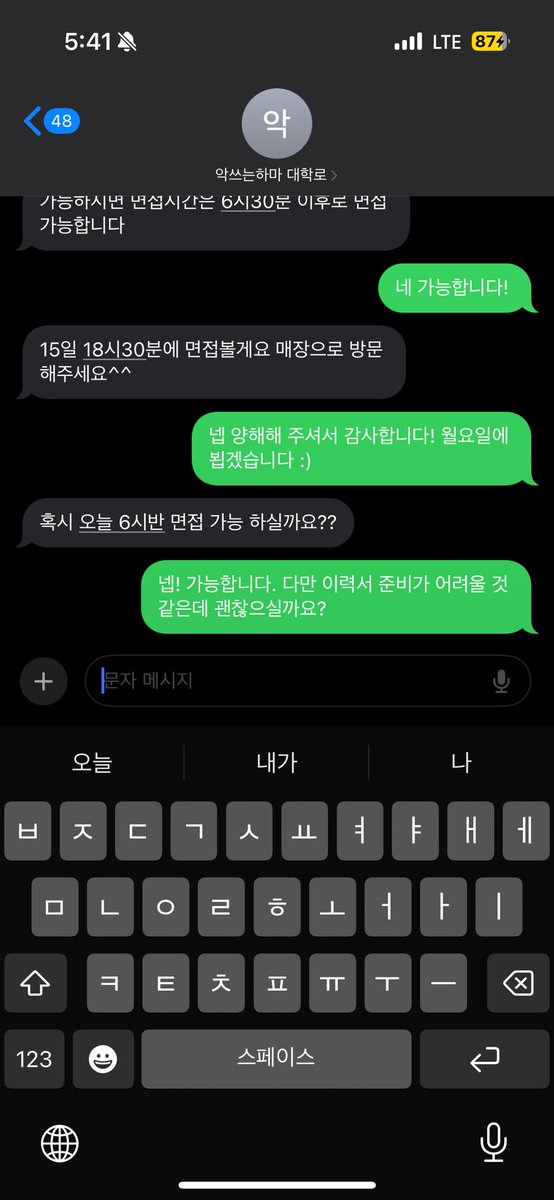 5:41
LTE
87
48
악
악쓰는하마 대학로
가능하시면 면접시간은 6시30분 이후로 면접
가능합니다
네 가능합니다!
15일 18시30분에 면접볼게요 매장으로 방문
해주세요^^
넵 양해해 주셔서 감사합니다! 월요일에
뵙겠습니다 :)
혹시 오늘 6시반 면접 가능 하실까요??
넵! 가능합니다. 다만 이력서 준비가 어려울 것
같은데 괜찮으실까요?
문자 메시지
오늘 내가 나
ㅂ ㅈ ㄷ ㄱ ㅅ ㅛ ㅕ ㅑ ㅐ ㅔ
ㅁ ㄴ ㅇ ㄹ ㅎ ㅗ ㅓ ㅏ ㅣ
ㅋ ㅌ ㅊ ㅍ ㅠ ㅜ ㅡ
123 스페이스